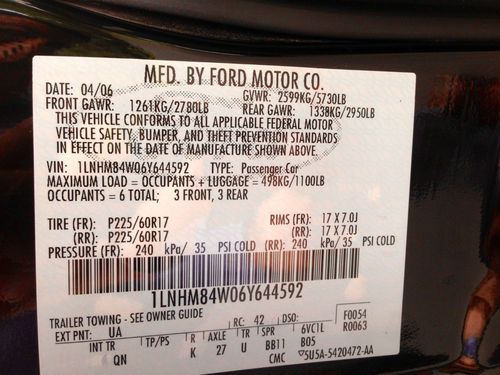 MFD. BY FORD MOTOR CO.
DATE: 04/06 GVWR: 2599KG/5730LB
FRONT GAWR: 1261KG/2780LB REAR GAWR: 1338KG/2950LB
THIS VEHICLE CONFORMS TO ALL APPLICABLE FEDERAL MOTOR
VEHICLE SAFETY, BUMPER, AND THEFT PREVENTION STANDARDS
IN EFFECT ON THE DATE OF MANUFACTURE SHOWN ABOVE.
VIN: 1LNHM84W06Y644592 TYPE: Passenger Car
MAXIMUM LOAD = OCCUPANTS + LUGGAGE = 498KG/1100LB
OCCUPANTS = 6 TOTAL; 3 FRONT, 3 REAR
TIRE (FR): P225/60R17 RIMS (FR): 17 X 7.0J
(RR): P225/60R17 (RR): 17 X 7.0J
PRESSURE (FR): 240 kPa/ 35 PSI COLD (RR): 240 kPa/ 35 PSI COLD
1LNHM84W06Y644592
TRAILER TOWING - SEE OWNER GUIDE
EXT PNT: UA RC: 42 DSO: F0054
INT TR TP/PS R AXLE TR SPR 6VC1L R0063
QN K 27 U BB11 B05
CMC 5U5A-5420472-AA